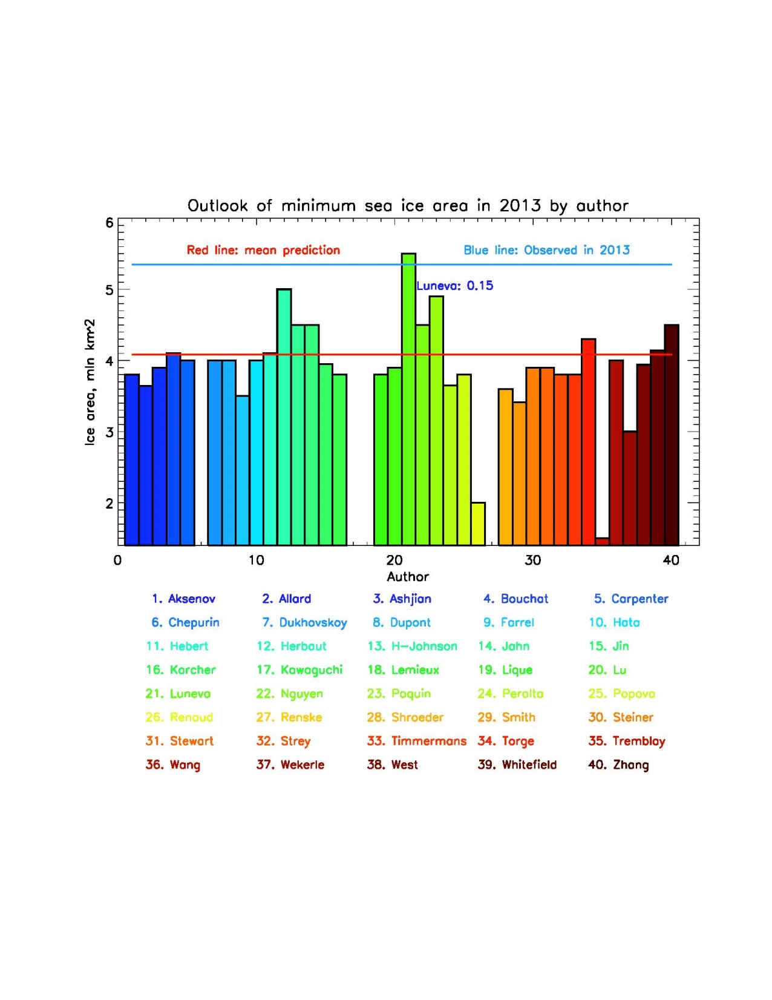 Outlook of minimum sea ice area in 2013 by author
6
Red line: mean prediction Blue line: Observed in 2013
Luneva: 0.15
5
4
3
2
Ice area, mln km^2
0 10 20 30 40
Author
1. Aksenov 2. Allard 3. Ashjian 4. Bouchat 5. Carpenter
6. Chepurin 7. Dukhovskoy 8. Dupont 9. Farrel 10. Hata
11. Hebert 12. Herbaut 13. H-Johnson 14. Jahn 15. Jin
16. Karcher 17. Kawaguchi 18. Lemieux 19. Lique 20. Lu
21. Luneva 22. Nguyen 23. Paquin 24. Peralta 25. Popova
26. Renaud 27. Renske 28. Shroeder 29. Smith 30. Steiner
31. Stewart 32. Strey 33. Timmermans 34. Torge 35. Tremblay
36. Wang 37. Wekerle 38. West 39. Whitefield 40. Zhang